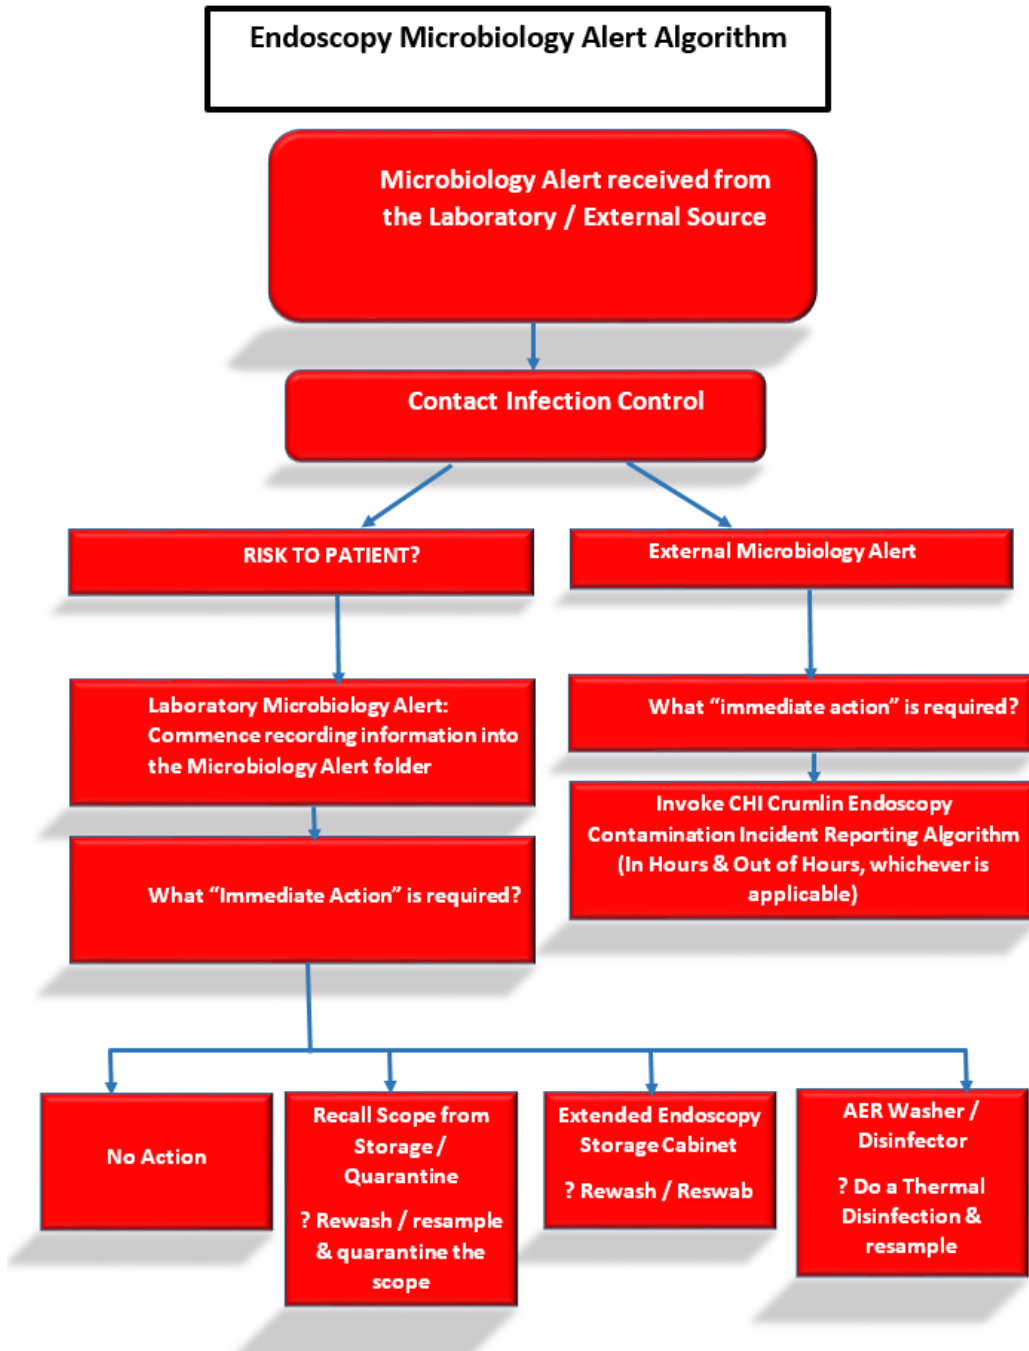 Endoscopy Microbiology Alert Algorithm
Microbiology Alert received from
the Laboratory / External Source
Contact Infection Control
RISK TO PATIENT?
External Microbiology Alert
Laboratory Microbiology Alert:
Commence recording information into
the Microbiology Alert folder
What “immediate action” is required?
Invoke CHI Crumlin Endoscopy
Contamination Incident Reporting Algorithm
(In Hours & Out of Hours, whichever is
applicable)
What “Immediate Action” is required?
No Action
Recall Scope from
Storage /
Quarantine
? Rewash / resample
& quarantine the
scope
Extended Endoscopy
Storage Cabinet
? Rewash / Reswab
AER Washer /
Disinfector
? Do a Thermal
Disinfection &
resample